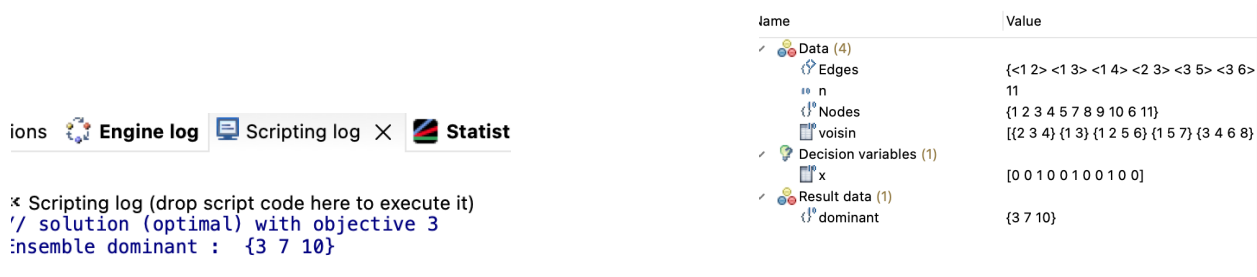 ions Engine log Scripting log Statist
Scripting log (drop script code here to execute it)
// solution (optimal) with objective 3
Ensemble dominant : {3 7 10}
Name Value
Data (4)
Edges {<1 2> <1 3> <1 4> <2 3> <3 5> <3 6>
n 11
Nodes {1 2 3 4 5 7 8 9 10 6 11}
voisin [{2 3 4} {1 3} {1 2 5 6} {1 5 7} {3 4 6 8}
Decision variables (1)
x [0 0 1 0 0 1 0 0 1 0 0]
Result data (1)
dominant {3 7 10}